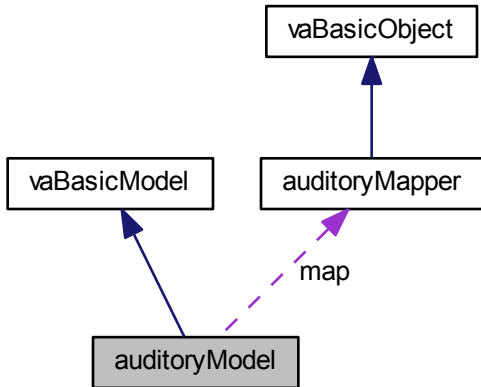 vaBasicObject
vaBasicModel
auditoryMapper
map
auditoryModel